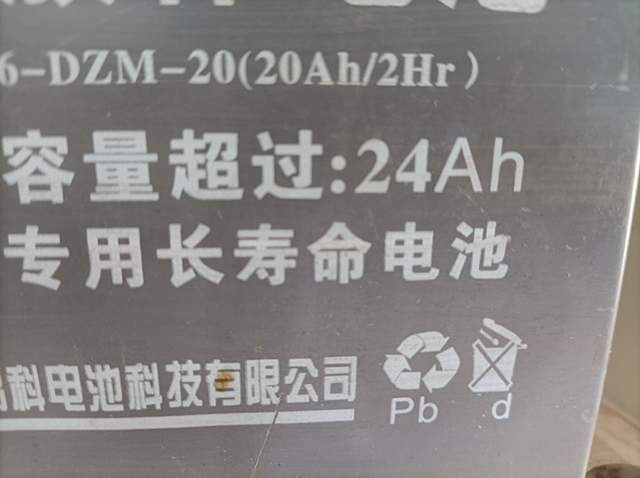 6-DZM-20(20Ah/2Hr)
容量超过:24Ah
专用长寿命电池
科电池科技有限公司
Pb d